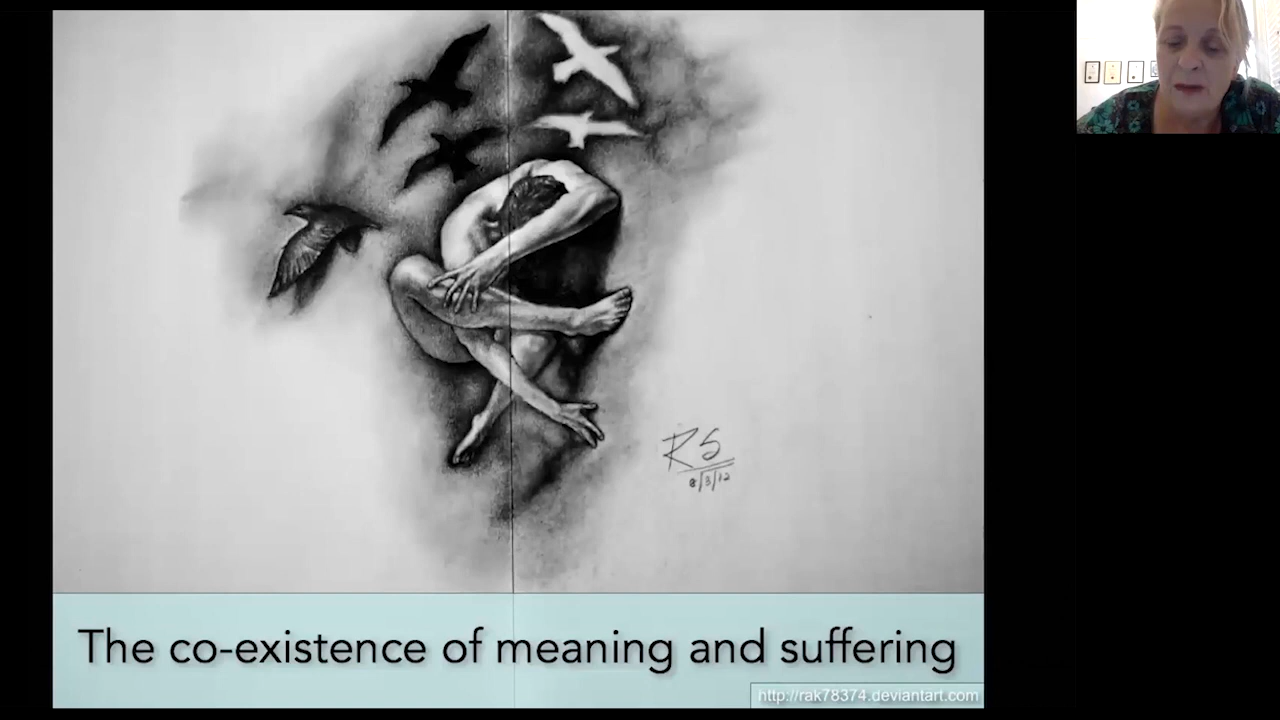 RS
8/3/12
The co-existence of meaning and suffering
http://rak78374.deviantart.com